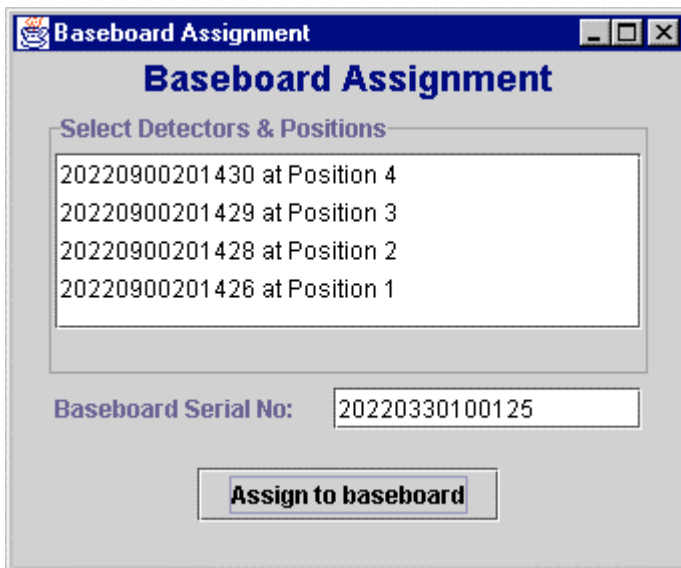 Baseboard Assignment
Baseboard Assignment
Select Detectors & Positions
20220900201430 at Position 4
20220900201429 at Position 3
20220900201428 at Position 2
20220900201426 at Position 1
Baseboard Serial No: 20220330100125
Assign to baseboard